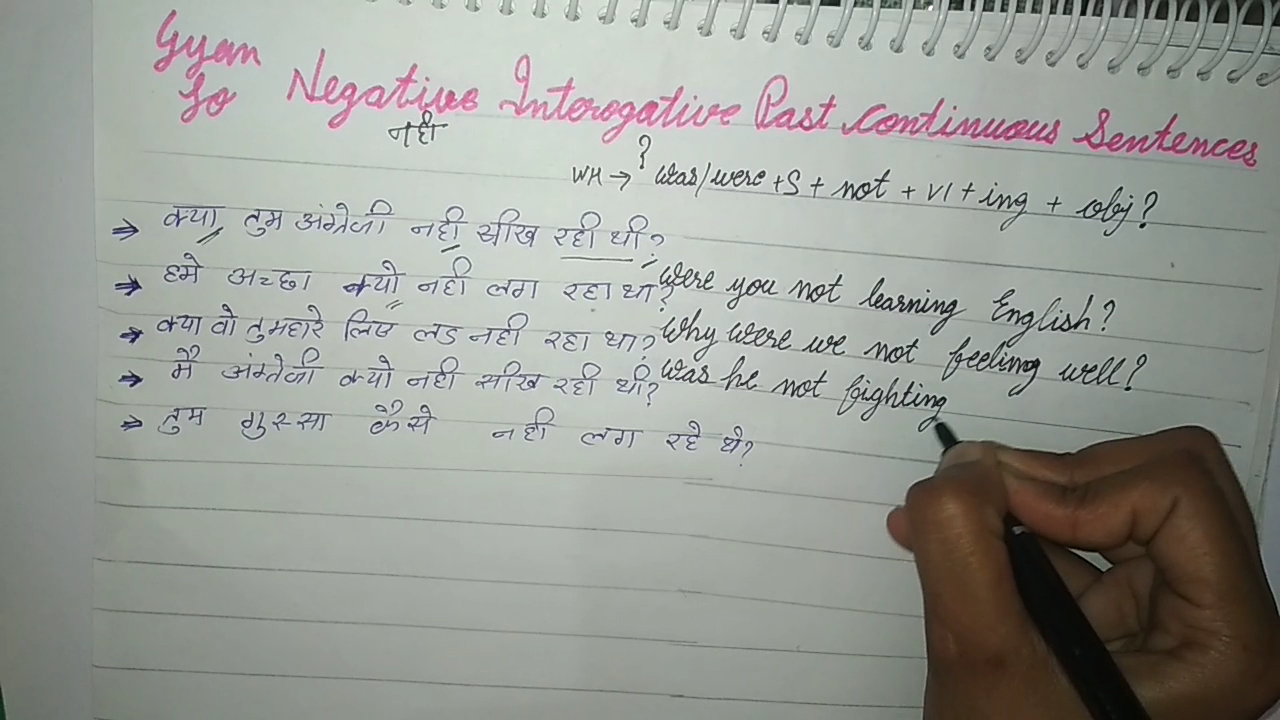 Gyan
Jo
Negative Interogative Past Continuous Sentences
नही
WH → ? was/were + S + not + V1 + ing + obj?
⇒ क्या, तुम अंग्रेजी नही सीख रही थी?
Were you not learning English?
⇒ हमे अच्छा क्यो नही लग रहा था?
Why were we not feeling well?
⇒ क्या वो तुमहारे लिए लड नही रहा था?
was he not fighting
⇒ मै अंग्रेजी क्यो नही सीख रही थी?
⇒ तुम गुस्सा कैसे नही लग रहे थे?